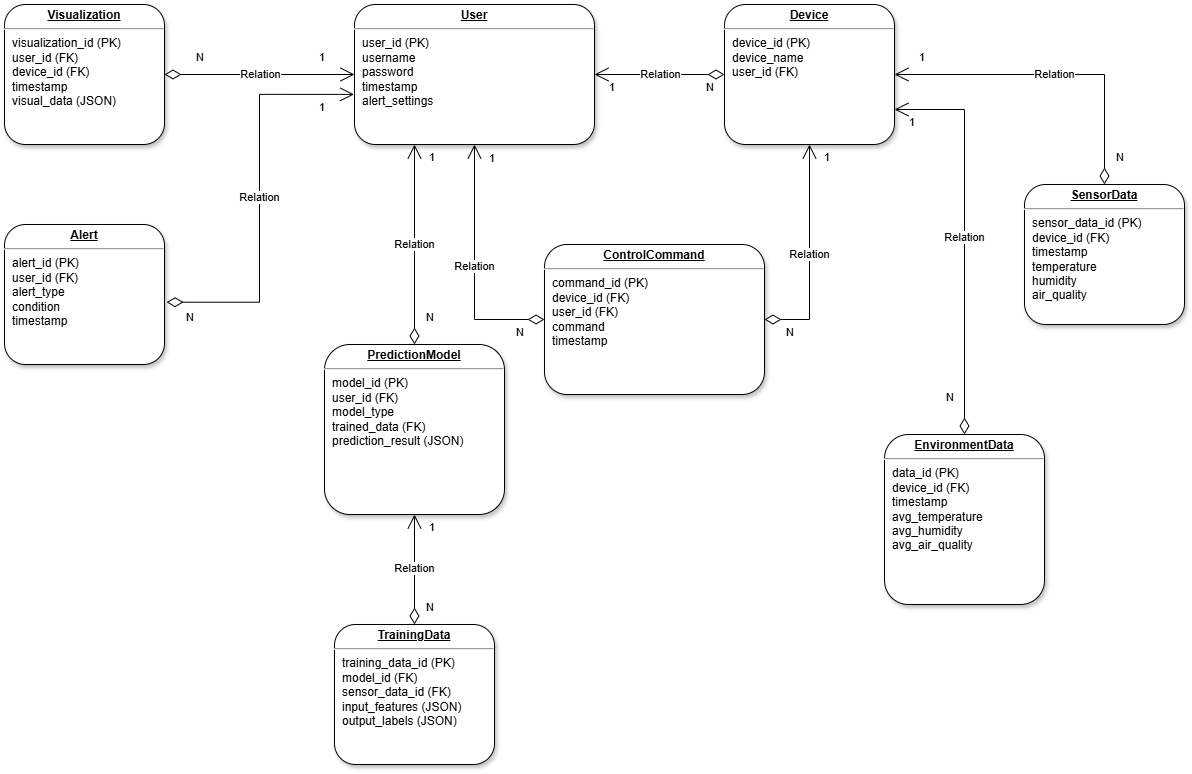 Visualization
visualization_id (PK)
user_id (FK)
device_id (FK)
timestamp
visual_data (JSON)
N
Relation
1
1
User
user_id (PK)
username
password
timestamp
alert_settings
1
Relation
N
Device
device_id (PK)
device_name
user_id (FK)
1
Relation
N
1
Relation
N
SensorData
sensor_data_id (PK)
device_id (FK)
timestamp
temperature
humidity
air_quality
Relation
Alert
alert_id (PK)
user_id (FK)
alert_type
condition
timestamp
N
1
Relation
N
1
Relation
N
ControlCommand
command_id (PK)
device_id (FK)
user_id (FK)
command
timestamp
1
Relation
N
PredictionModel
model_id (PK)
user_id (FK)
model_type
trained_data (FK)
prediction_result (JSON)
EnvironmentData
data_id (PK)
device_id (FK)
timestamp
avg_temperature
avg_humidity
avg_air_quality
1
Relation
N
TrainingData
training_data_id (PK)
model_id (FK)
sensor_data_id (FK)
input_features (JSON)
output_labels (JSON)